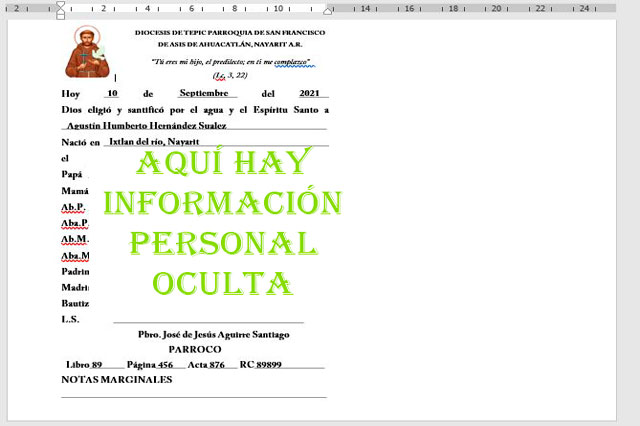 2 2 4 6 8 10 14 16 18 20 22 24
DIOCESIS DE TEPIC PARROQUIA DE SAN FRANCISCO
DE ASIS DE AHUACATLÁN, NAYARIT A.R.
"Tú eres mi hijo, el predilecto; en ti me complazco"
(Lc. 3, 22)
Hoy 10 de Septiembre del 2021
Dios eligió y santificó por el agua y el Espíritu Santo a
Agustín Humberto Hernández Sualez
Nació en Ixtlan del río, Nayarit
el
Papá
Mamá
Ab.P.
Aba.P.
Ab.M.
Aba.M
Padrin
Madri
Bautiz
AQUÍ HAY
INFORMACIÓN
PERSONAL
OCULTA
L.S.
Pbro. José de Jesús Aguirre Santiago
PARROCO
Libro 89 Página 456 Acta 876 RC 89899
NOTAS MARGINALES